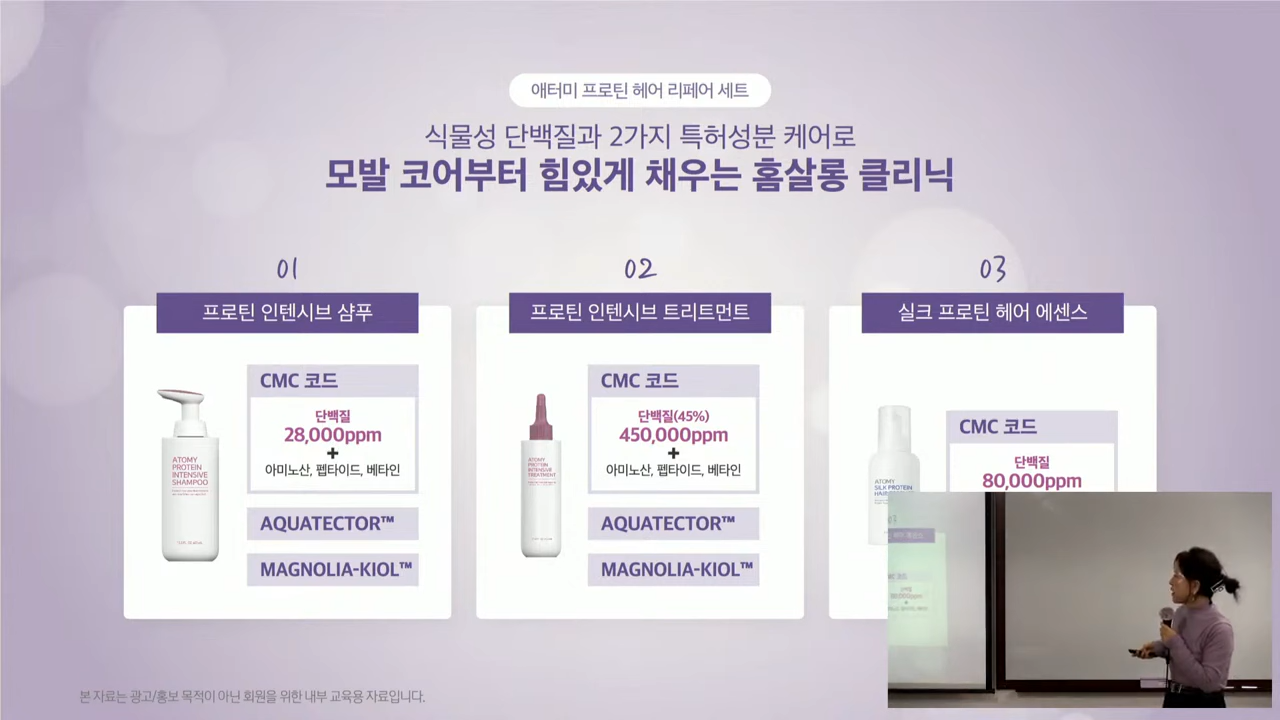 애터미 프로틴 헤어 리페어 세트
식물성 단백질과 2가지 특허성분 케어로
모발 코어부터 힘있게 채우는 홈살롱 클리닉
01
프로틴 인텐시브 샴푸
ATOMY
PROTEIN
INTENSIVE
SHAMPOO
CMC 코드
단백질
28,000ppm
+
아미노산, 펩타이드, 베타인
AQUATECTOR™
MAGNOLIA-KIOL™
02
프로틴 인텐시브 트리트먼트
ATOMY
PROTEIN
INTENSIVE
TREATMENT
CMC 코드
단백질(45%)
450,000ppm
+
아미노산, 펩타이드, 베타인
AQUATECTOR™
MAGNOLIA-KIOL™
03
실크 프로틴 헤어 에센스
ATOMY
SILK PROTEIN
HAIR
CMC 코드
단백질
80,000ppm
본 자료는 광고/홍보 목적이 아닌 회원을 위한 내부 교육용 자료입니다.